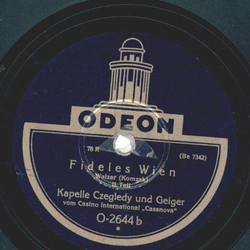 ODEON
(Be 7342)
Fideles Wien
Walzer (Komzak)
II. Teil
Kapelle Czegledy und Geiger
vom Casino International „Casanova“
O-2644 b